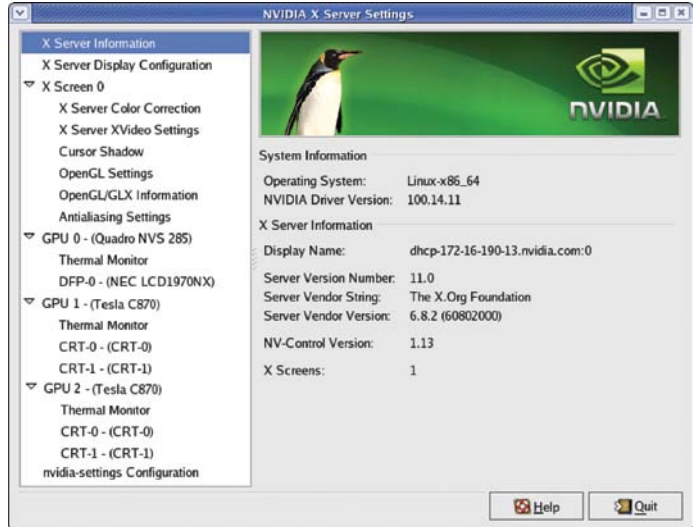 NVIDIA X Server Settings
X Server Information
X Server Display Configuration
X Screen 0
X Server Color Correction
X Server XVideo Settings
Cursor Shadow
OpenGL Settings
OpenGL/GLX Information
Antialiasing Settings
GPU 0 - (Quadro NVS 285)
Thermal Monitor
DFP-0 - (NEC LCD1970NX)
GPU 1 - (Tesla C870)
Thermal Monitor
CRT-0 - (CRT-0)
CRT-1 - (CRT-1)
GPU 2 - (Tesla C870)
Thermal Monitor
CRT-0 - (CRT-0)
CRT-1 - (CRT-1)
nvidia-settings Configuration
NVIDIA
System Information
Operating System: Linux-x86_64
NVIDIA Driver Version: 100.14.11
X Server Information
Display Name: dhcp-172-16-190-13.nvidia.com:0
Server Version Number: 11.0
Server Vendor String: The X.Org Foundation
Server Vendor Version: 6.8.2 (60802000)
NV-Control Version: 1.13
X Screens: 1
Help
Quit